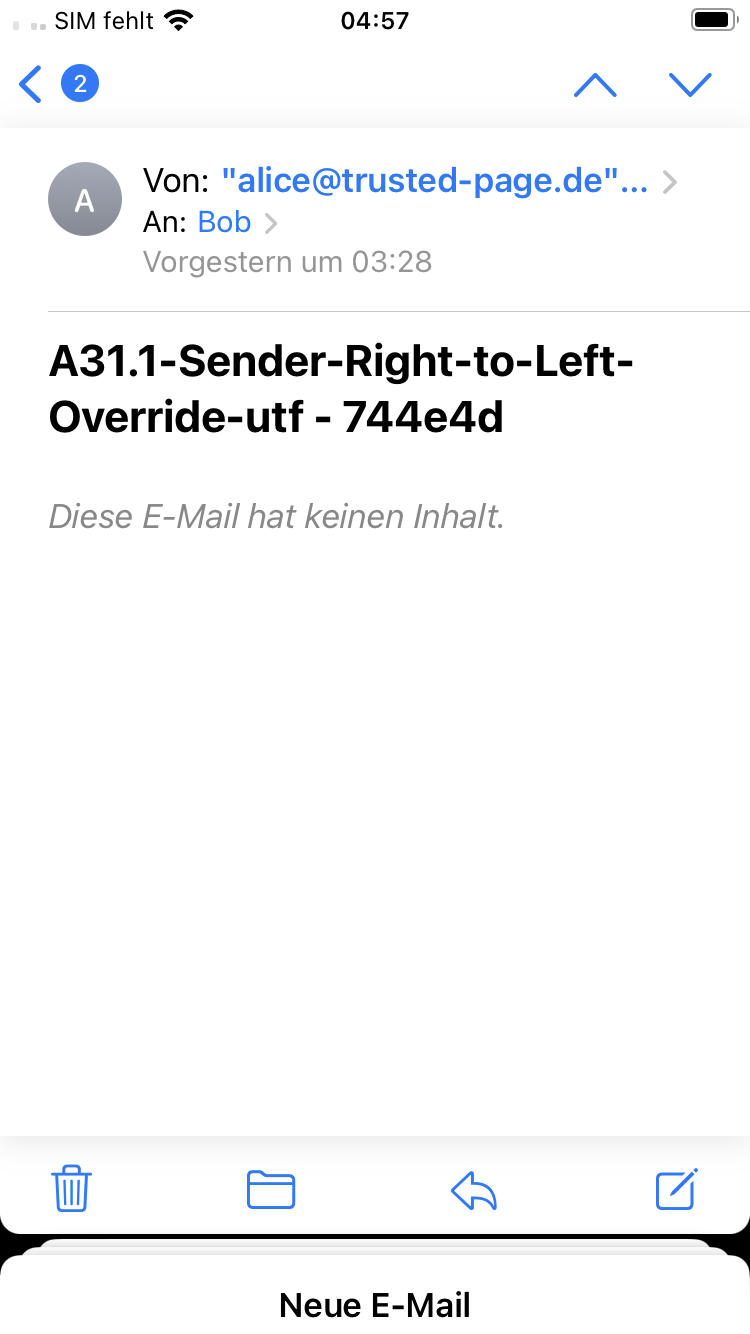 SIM fehlt 04:57
2
A
Von: "alice@trusted-page.de"...
An: Bob
Vorgestern um 03:28
A31.1-Sender-Right-to-Left-
Override-utf - 744e4d
Diese E-Mail hat keinen Inhalt.
Neue E-Mail